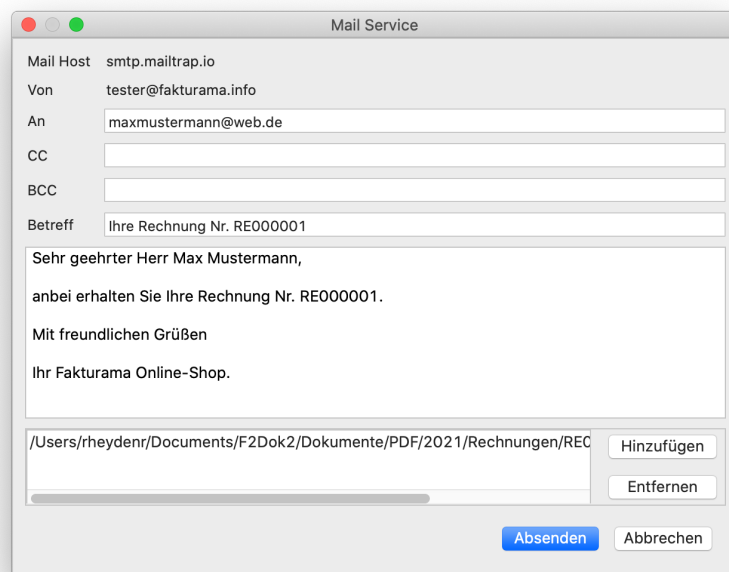 Mail Service
Mail Host smtp.mailtrap.io
Von tester@fakturama.info
An maxmustermann@web.de
CC
BCC
Betreff Ihre Rechnung Nr. RE000001
Sehr geehrter Herr Max Mustermann,
anbei erhalten Sie Ihre Rechnung Nr. RE000001.
Mit freundlichen Grüßen
Ihr Fakturama Online-Shop.
/Users/rheydenr/Documents/F2Dok2/Dokumente/PDF/2021/Rechnungen/RE0
Hinzufügen
Entfernen
Absenden Abbrechen